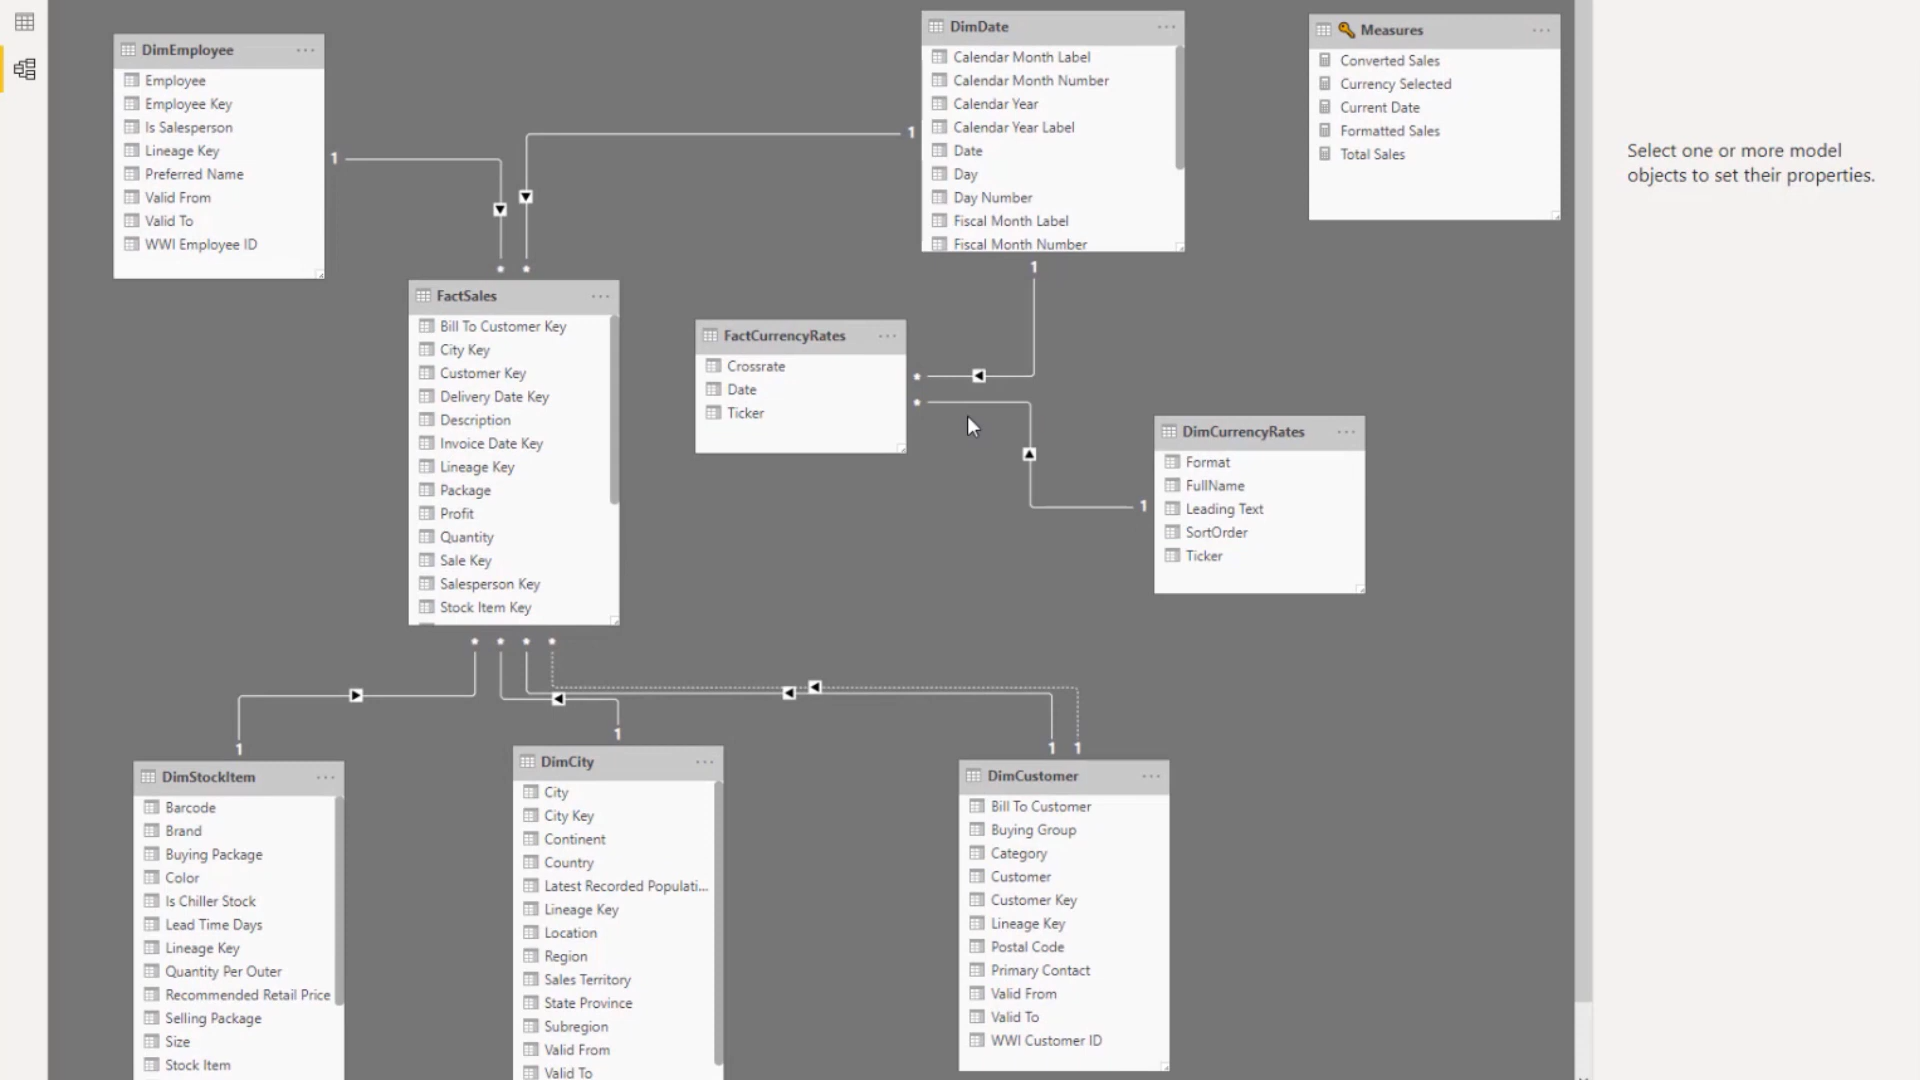 DimEmployee
Employee
Employee Key
Is Salesperson
Lineage Key
Preferred Name
Valid From
Valid To
WWI Employee ID
1
*
*
DimDate
Calendar Month Label
Calendar Month Number
Calendar Year
Calendar Year Label
Date
Day
Day Number
Fiscal Month Label
Fiscal Month Number
1
1
Measures
Converted Sales
Currency Selected
Current Date
Formatted Sales
Total Sales
Select one or more model
objects to set their properties.
FactSales
Bill To Customer Key
City Key
Customer Key
Delivery Date Key
Description
Invoice Date Key
Lineage Key
Package
Profit
Quantity
Sale Key
Salesperson Key
Stock Item Key
FactCurrencyRates
Crossrate
Date
Ticker
*
*
1
DimCurrencyRates
Format
FullName
Leading Text
SortOrder
Ticker
* * * *
1
1
1 1
DimStockItem
Barcode
Brand
Buying Package
Color
Is Chiller Stock
Lead Time Days
Lineage Key
Quantity Per Outer
Recommended Retail Price
Selling Package
Size
Stock Item
DimCity
City
City Key
Continent
Country
Latest Recorded Populati...
Lineage Key
Location
Region
Sales Territory
State Province
Subregion
Valid From
Valid To
DimCustomer
Bill To Customer
Buying Group
Category
Customer
Customer Key
Lineage Key
Postal Code
Primary Contact
Valid From
Valid To
WWI Customer ID